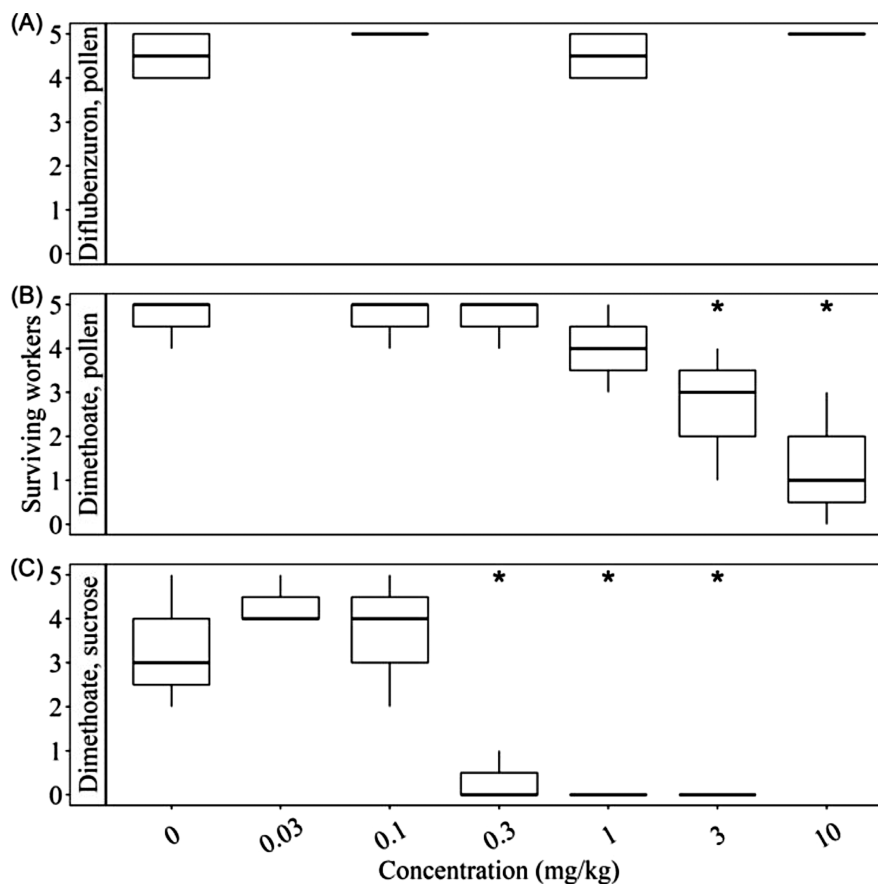 (A)
Diflubenzuron, pollen
5
4
3
2
1
0
(B)
Surviving workers
Dimethoate, pollen
5
4
3
2
1
0
* *
(C)
Dimethoate, sucrose
5
4
3
2
1
0
* * *
0 0.03 0.1 0.3 1 3 10
Concentration (mg/kg)